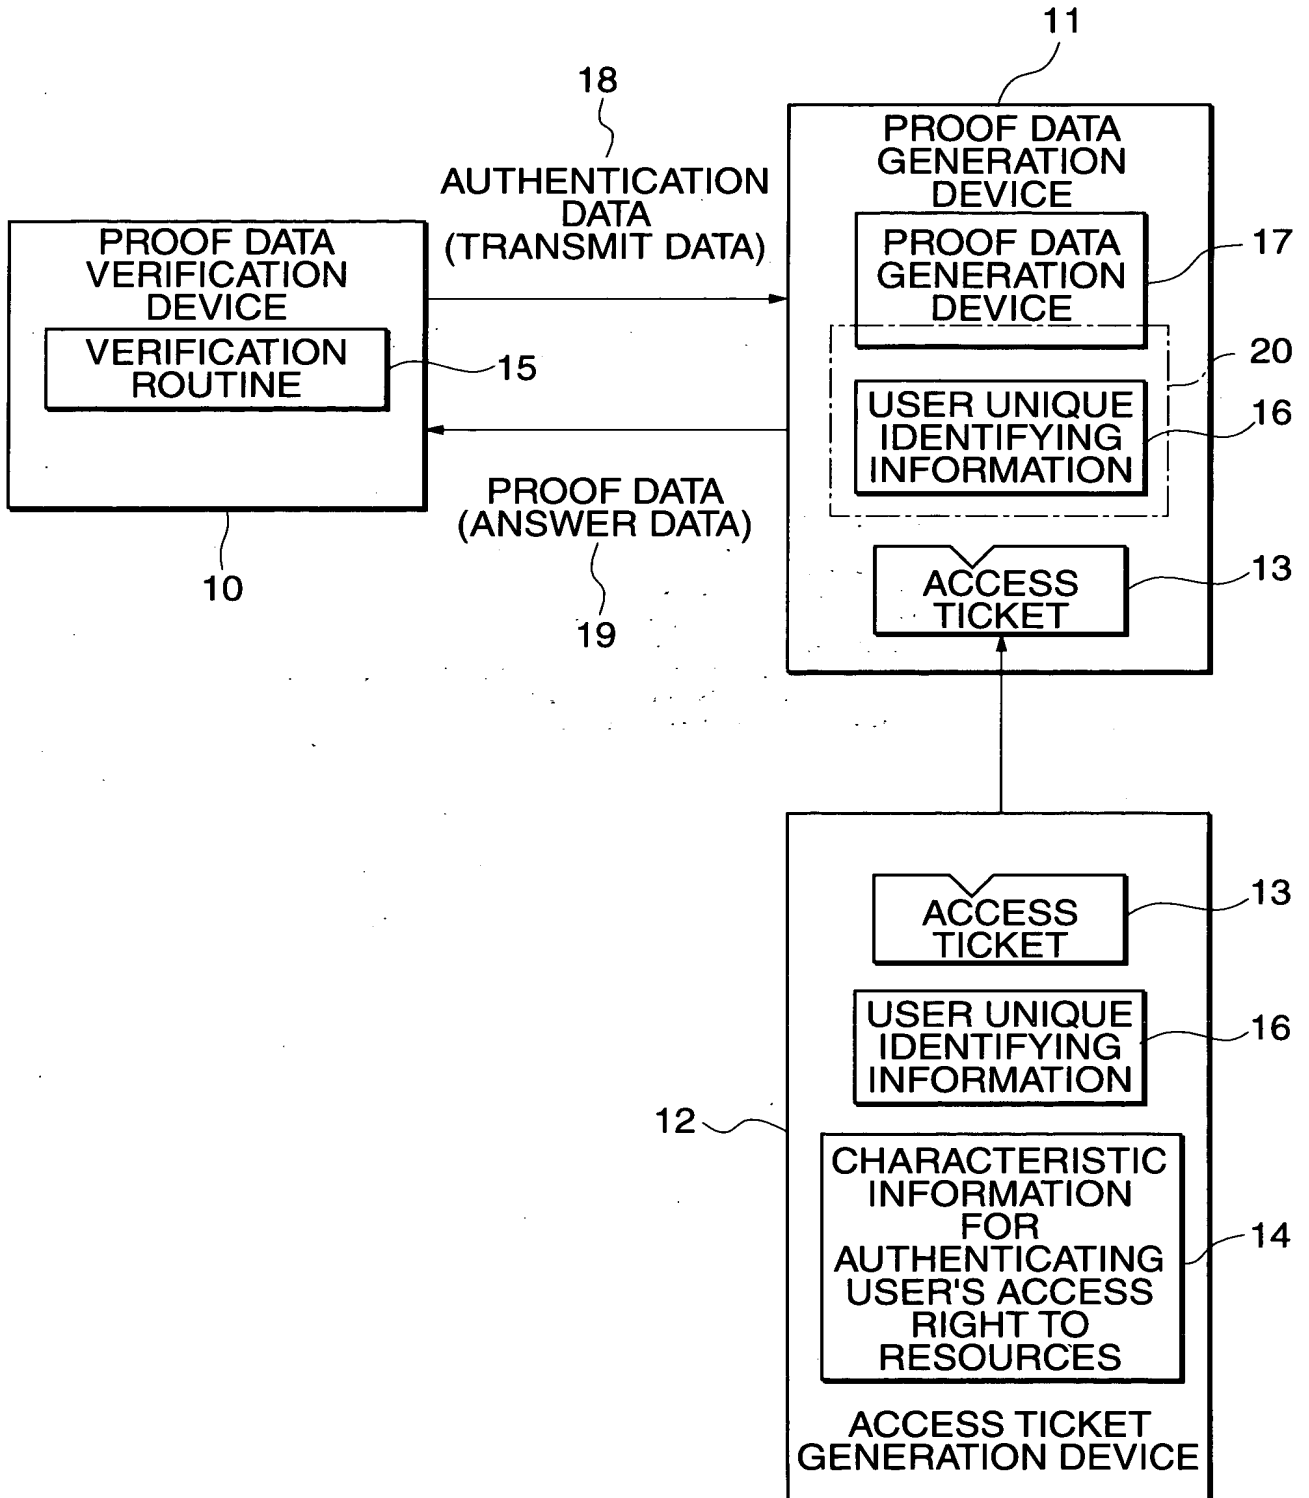 11
18
PROOF DATA
GENERATION
DEVICE
AUTHENTICATION
DATA
(TRANSMIT DATA)
PROOF DATA
VERIFICATION
DEVICE
PROOF DATA
GENERATION
DEVICE
17
VERIFICATION
ROUTINE
15
20
USER UNIQUE
IDENTIFYING
INFORMATION
16
PROOF DATA
(ANSWER DATA)
10
19
ACCESS
TICKET
13
ACCESS
TICKET
13
USER UNIQUE
IDENTIFYING
INFORMATION
16
12
CHARACTERISTIC
INFORMATION
FOR
AUTHENTICATING
USER'S ACCESS
RIGHT TO
RESOURCES
14
ACCESS TICKET
GENERATION DEVICE